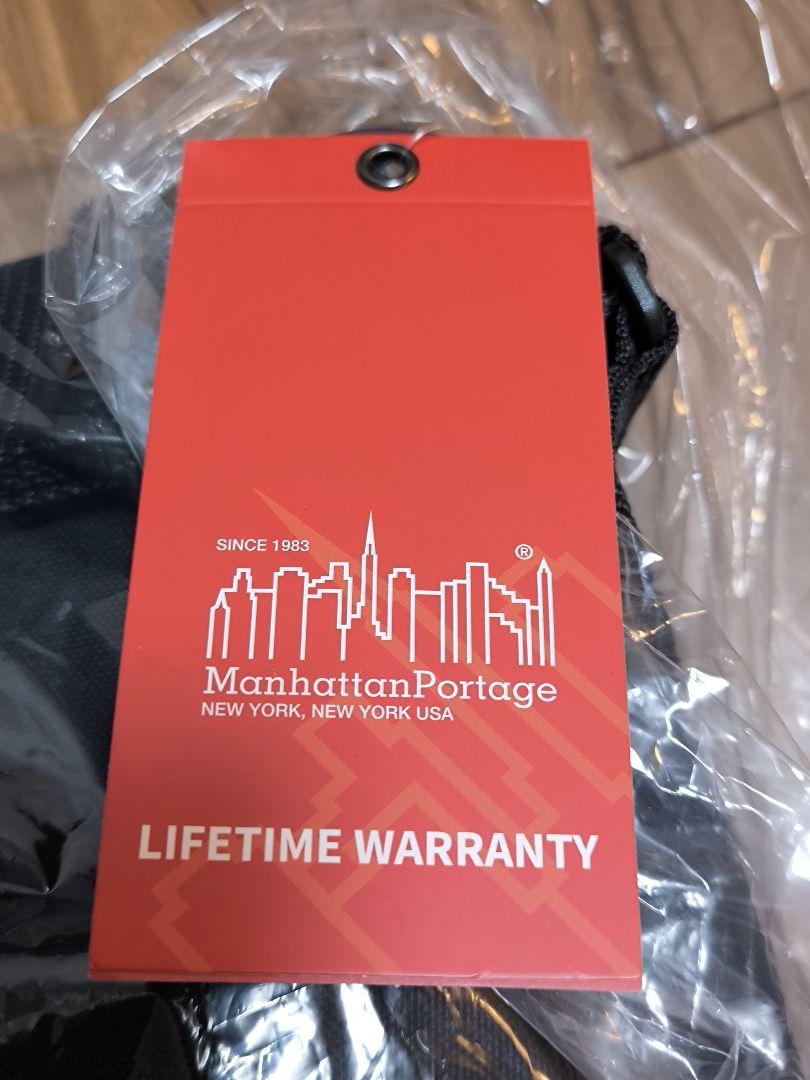 SINCE 1983
®
ManhattanPortage
NEW YORK, NEW YORK USA
LIFETIME WARRANTY